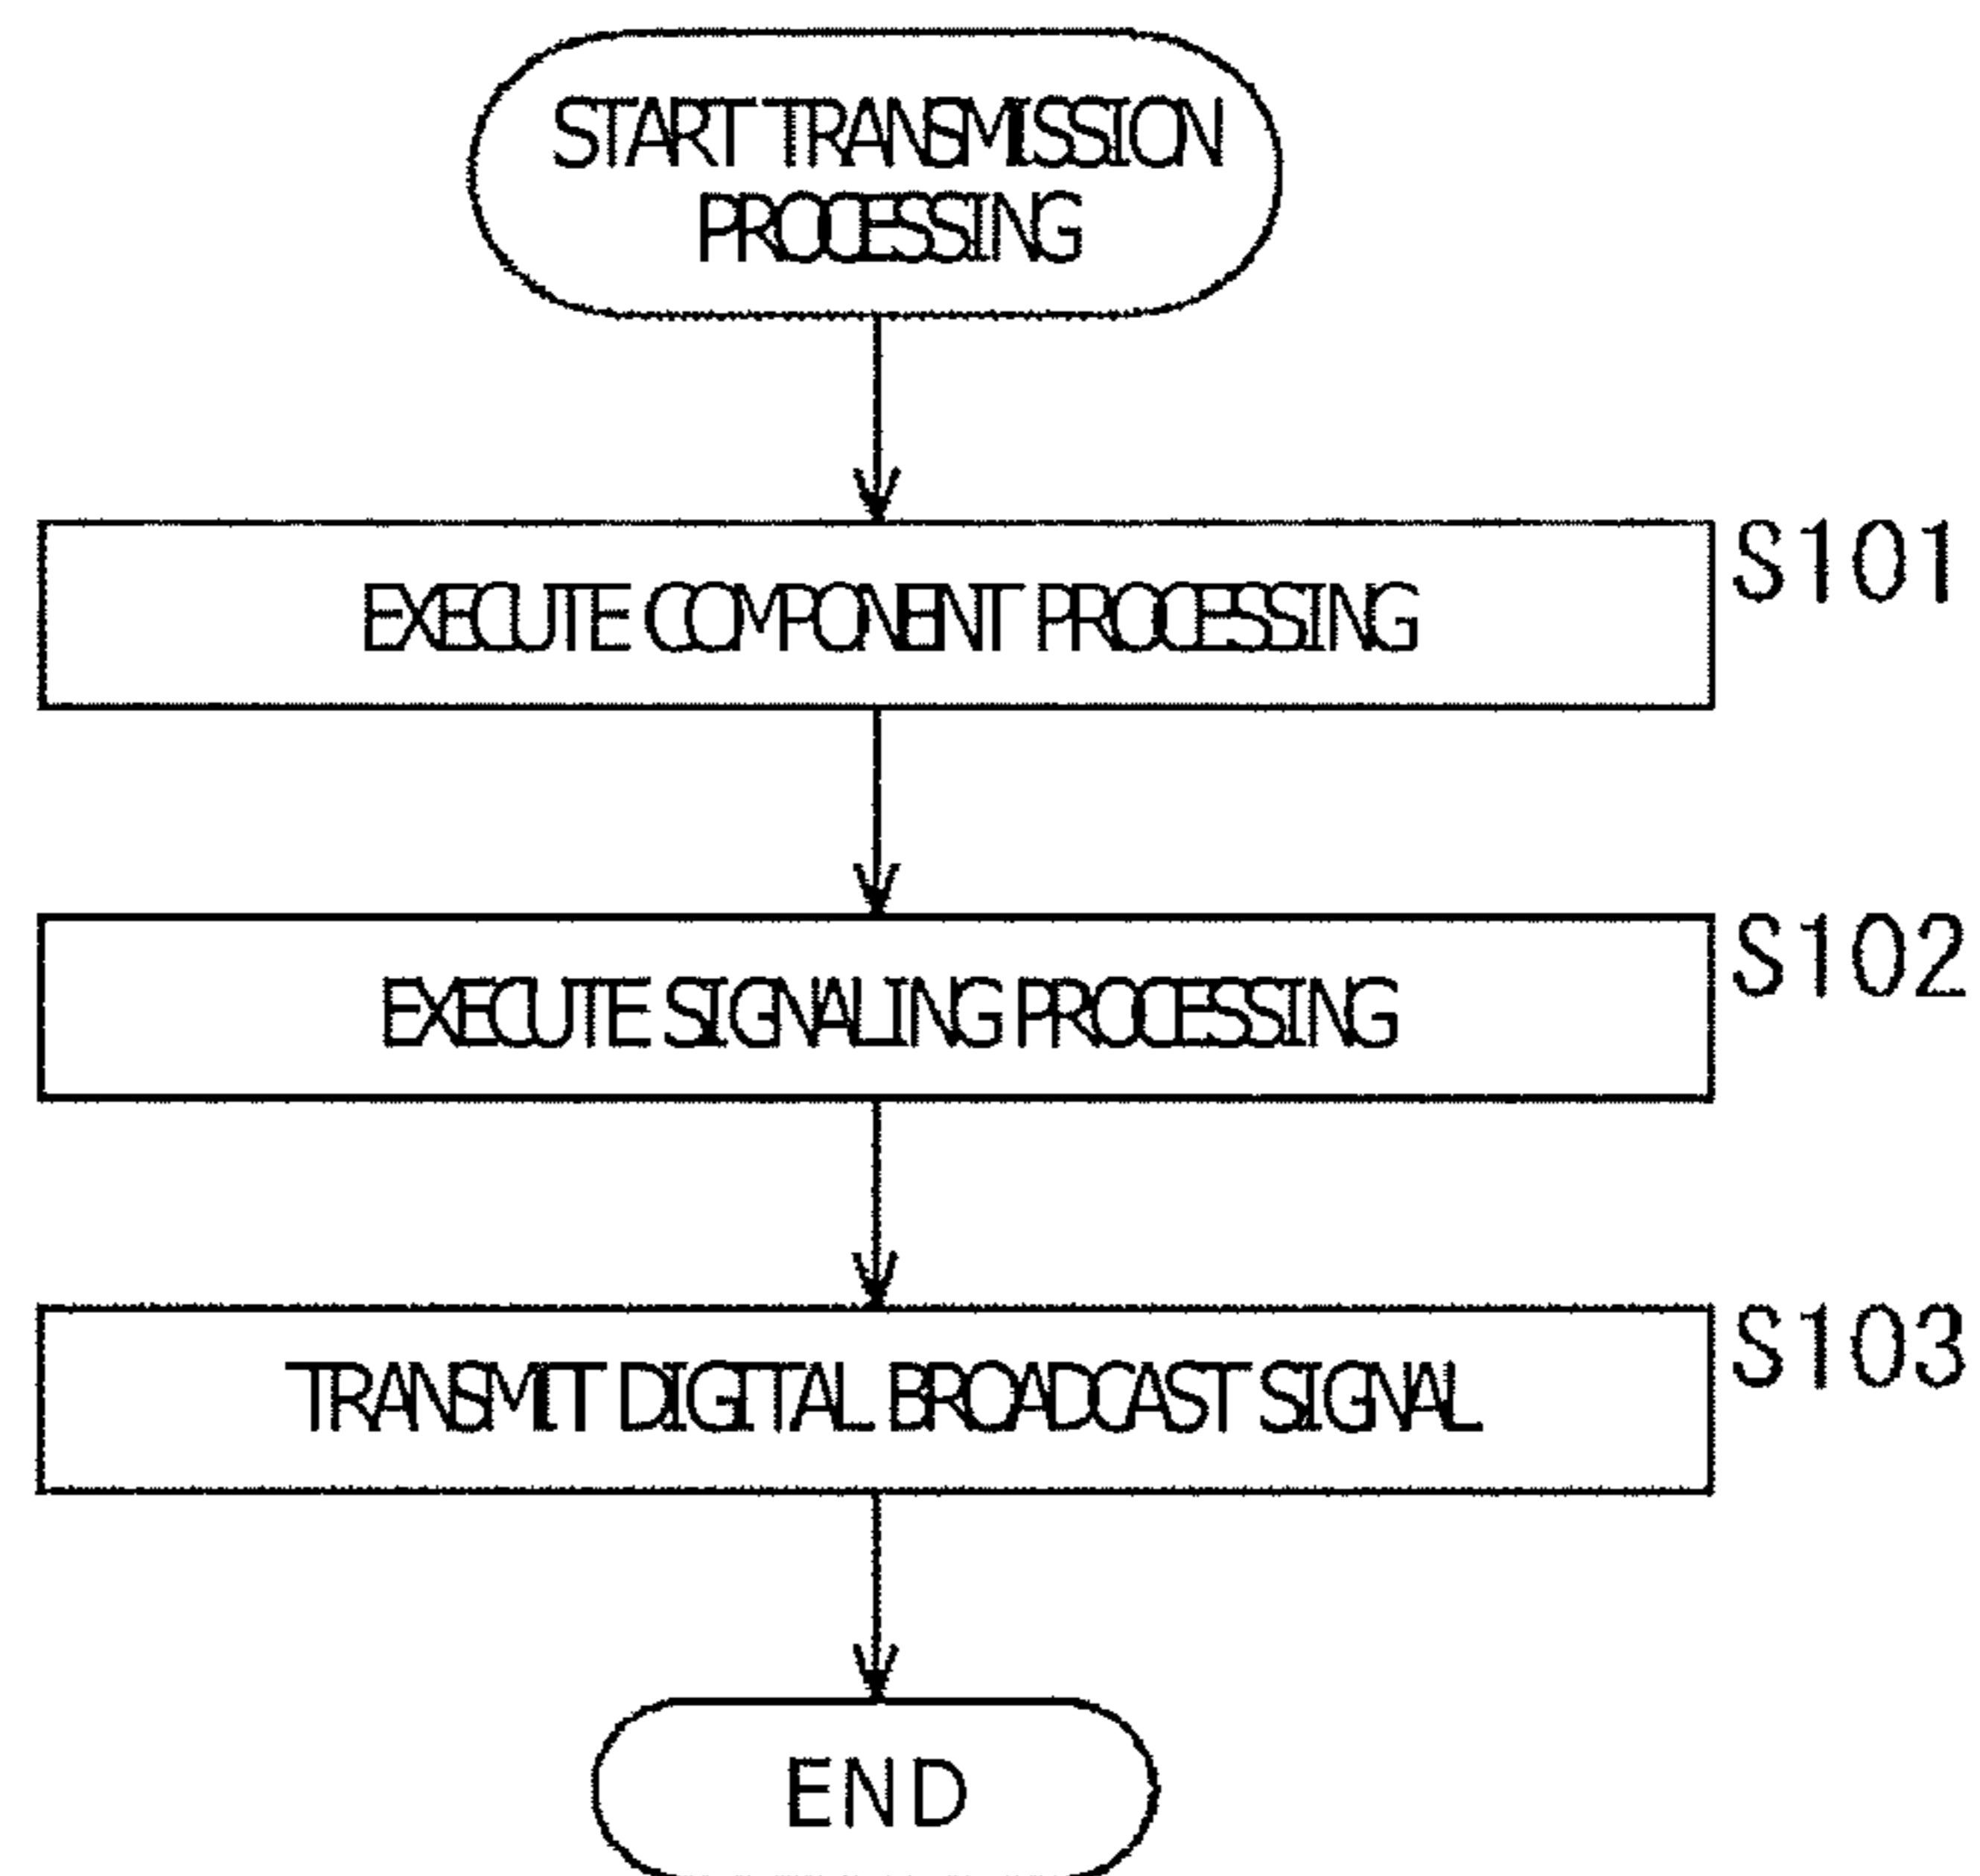 START TRANSMISSION
PROCESSING
EXECUTE COMPONENT PROCESSING
S101
EXECUTE SIGNALING PROCESSING
S102
TRANSMIT DIGITAL BROADCAST SIGNAL
S103
END